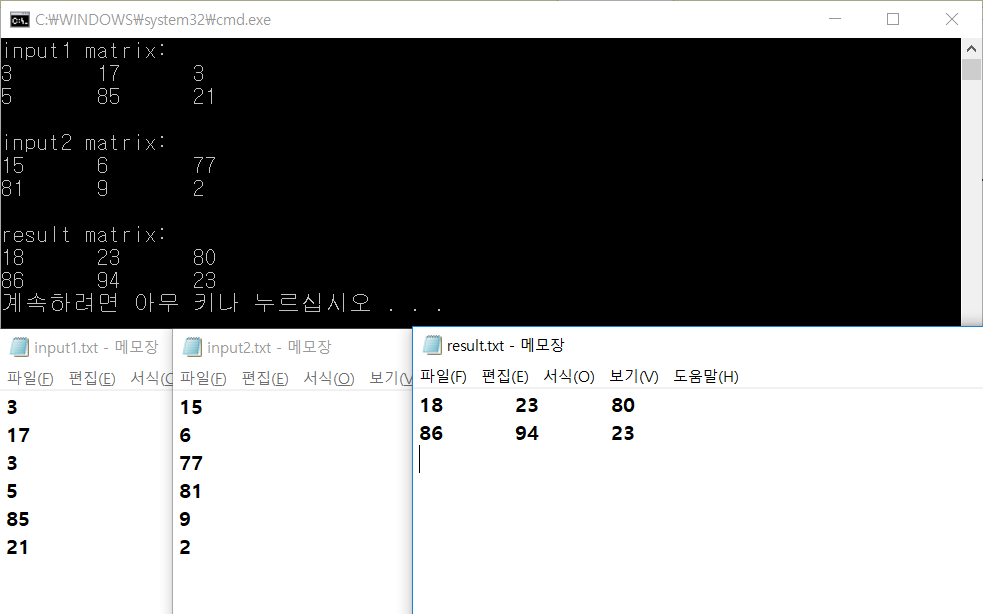 C:₩WINDOWS₩system32₩cmd.exe
input1 matrix:
3 17 3
5 85 21
input2 matrix:
15 6 77
81 9 2
result matrix:
18 23 80
86 94 23
계속하려면 아무 키나 누르십시오 . . .
input1.txt - 메모장
파일(F) 편집(E) 서식(O
3
17
3
5
85
21
input2.txt - 메모장
파일(F) 편집(E) 서식(O) 보기(V
15
6
77
81
9
2
result.txt - 메모장
파일(F) 편집(E) 서식(O) 보기(V) 도움말(H)
18 23 80
86 94 23